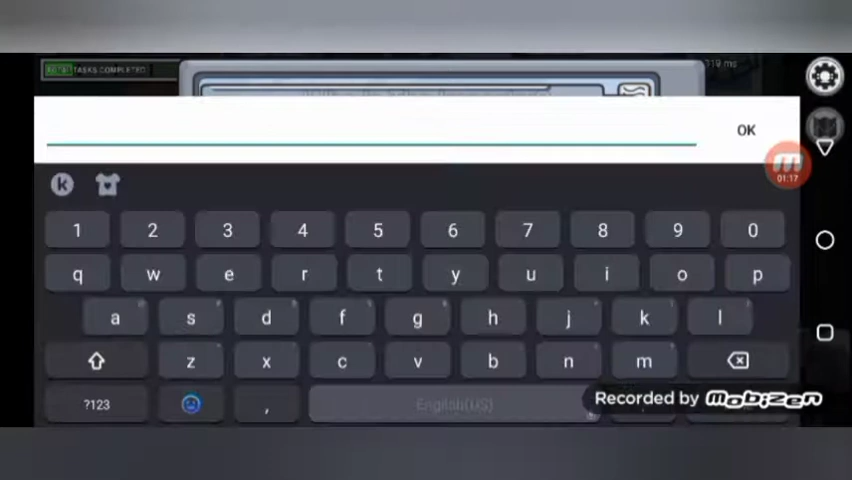 TASKS COMPLETED
119 ms
OK
01:17
1 2 3 4 5 6 7 8 9 0
q w e r t y u i o p
a s d f g h j k l
z x c v b n m
?123 , English(US)
Recorded by Mobizen